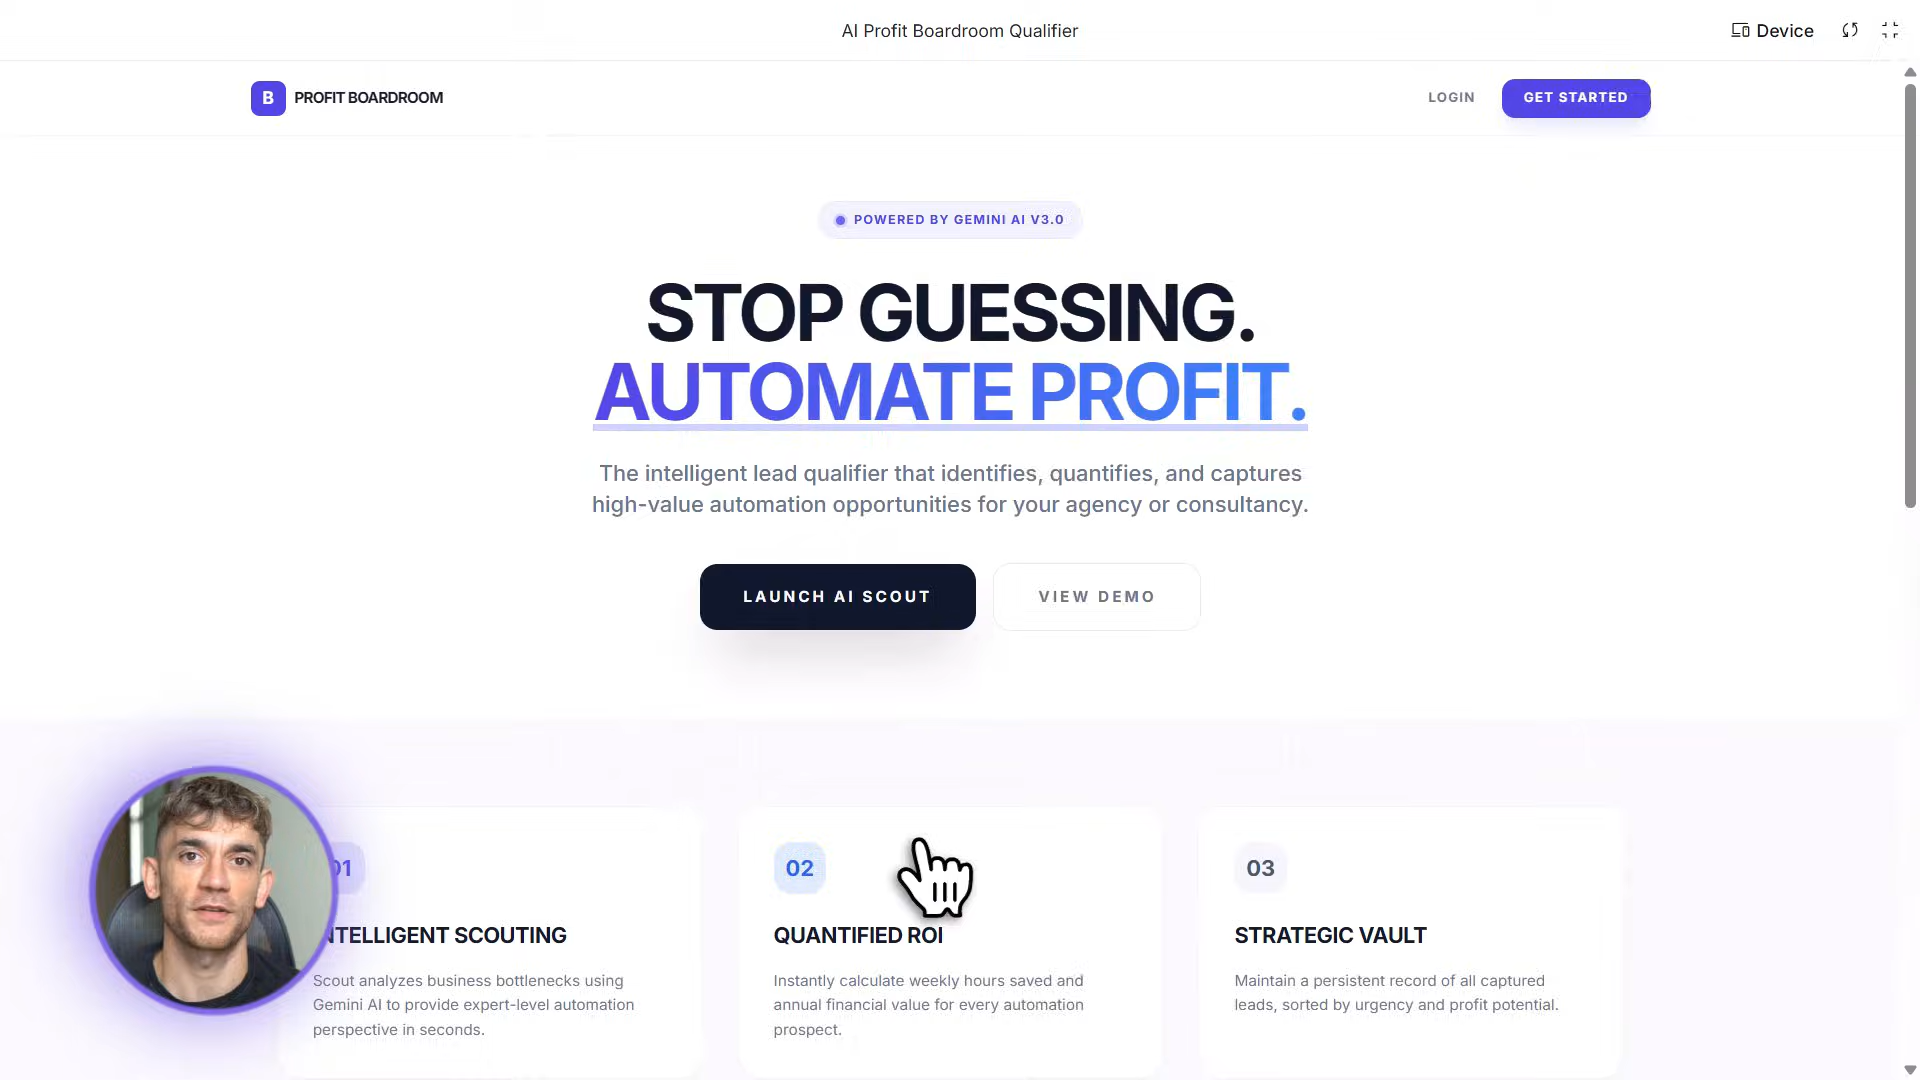 AI Profit Boardroom Qualifier
Device
B PROFIT BOARDROOM
LOGIN
GET STARTED
POWERED BY GEMINI AI V3.0
STOP GUESSING.
AUTOMATE PROFIT.
The intelligent lead qualifier that identifies, quantifies, and captures
high-value automation opportunities for your agency or consultancy.
LAUNCH AI SCOUT
VIEW DEMO
01
NTELLIGENT SCOUTING
Scout analyzes business bottlenecks using
Gemini AI to provide expert-level automation
perspective in seconds.
02
QUANTIFIED ROI
Instantly calculate weekly hours saved and
annual financial value for every automation
prospect.
03
STRATEGIC VAULT
Maintain a persistent record of all captured
leads, sorted by urgency and profit potential.